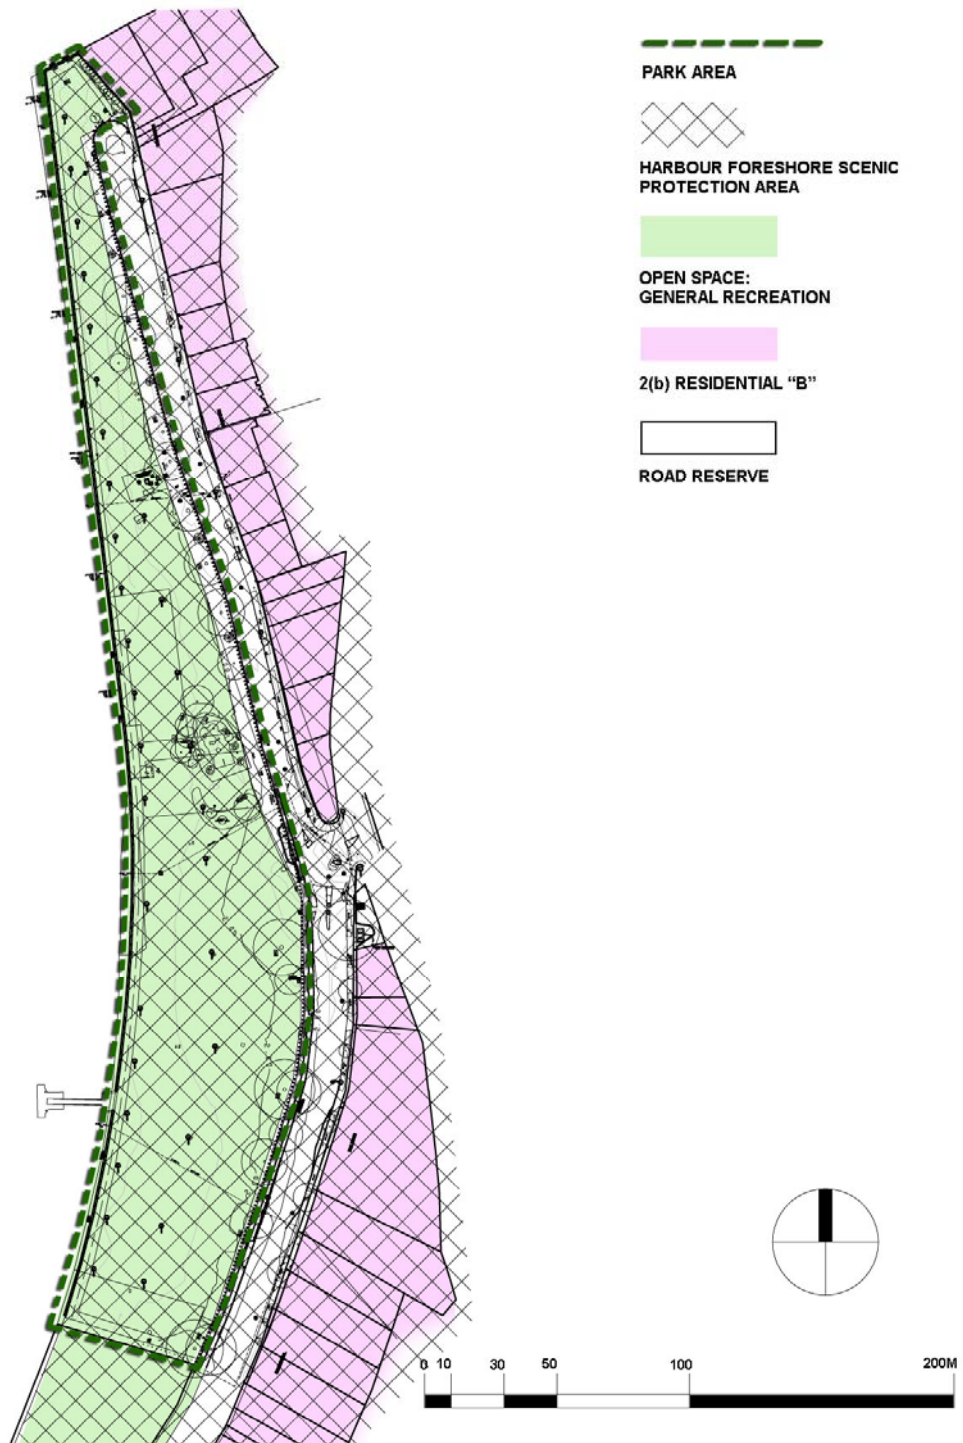 PARK AREA
HARBOUR FORESHORE SCENIC
PROTECTION AREA
OPEN SPACE:
GENERAL RECREATION
2(b) RESIDENTIAL “B”
ROAD RESERVE
0 10 30 50 100 200M